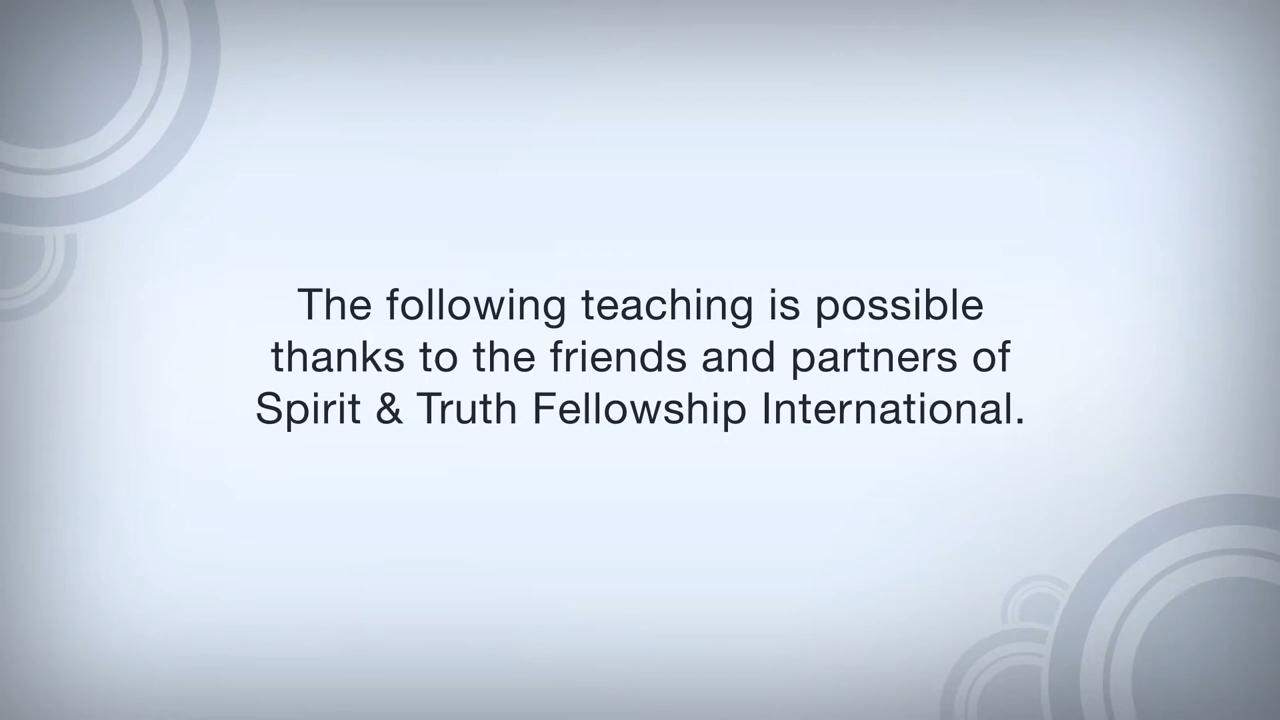 The following teaching is possible
thanks to the friends and partners of
Spirit & Truth Fellowship International.